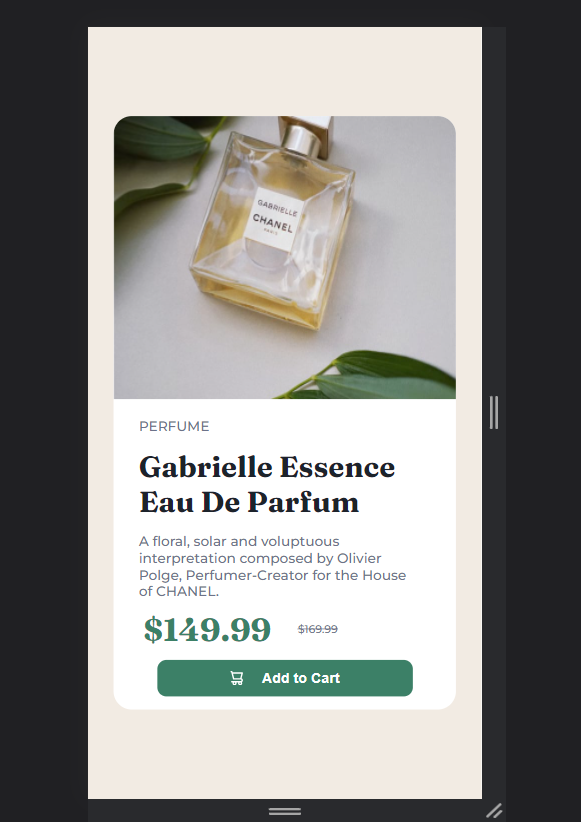 GABRIELLE
CHANEL
PARIS
PERFUME
Gabrielle Essence
Eau De Parfum
A floral, solar and voluptuous
interpretation composed by Olivier
Polge, Perfumer-Creator for the House
of CHANEL.
$149.99 $169.99
Add to Cart